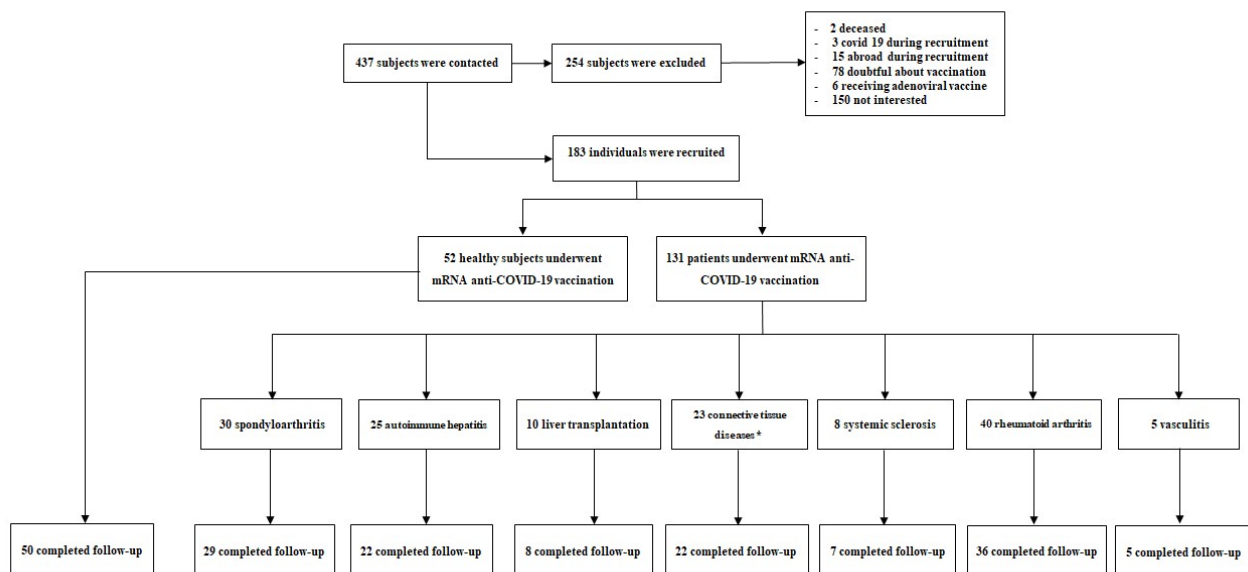 - 2 deceased
- 3 covid 19 during recruitment
- 15 abroad during recruitment
- 78 doubtful about vaccination
- 6 receiving adenoviral vaccine
- 150 not interested
437 subjects were contacted
254 subjects were excluded
183 individuals were recruited
52 healthy subjects underwent
mRNA anti-COVID-19 vaccination
131 patients underwent mRNA anti-
COVID-19 vaccination
30 spondyloarthritis
25 autoimmune hepatitis
10 liver transplantation
23 connective tissue
diseases *
8 systemic sclerosis
40 rheumatoid arthritis
5 vasculitis
50 completed follow-up
29 completed follow-up
22 completed follow-up
8 completed follow-up
22 completed follow-up
7 completed follow-up
36 completed follow-up
5 completed follow-up